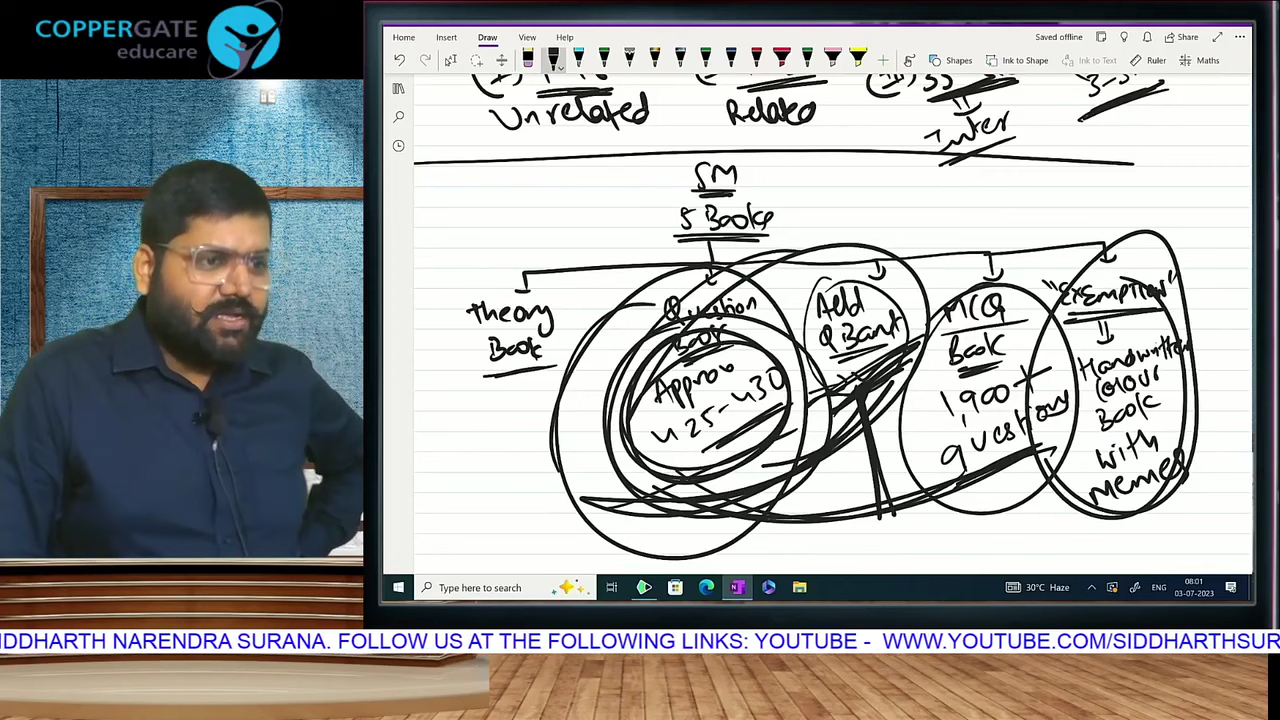 COPPERGATE
educare
Home Insert Draw View Help
Saved offline
Share
Shapes
Ink to Shape
Ink to Text
Ruler
Maths
Unrelated
Related
Inter
SM
5 Books
Theory
Book
Question
Book
Approx
425-430
Add
Q Bank
MCQ
Book
1,900+
questions
"Exemption"
Handwritten
Colour
Book
with
memes
Type here to search
30°C Haze
ENG
08:01
03-07-2023
SIDDHARTH NARENDRA SURANA. FOLLOW US AT THE FOLLOWING LINKS: YOUTUBE - WWW.YOUTUBE.COM/SIDDHARTHSUR